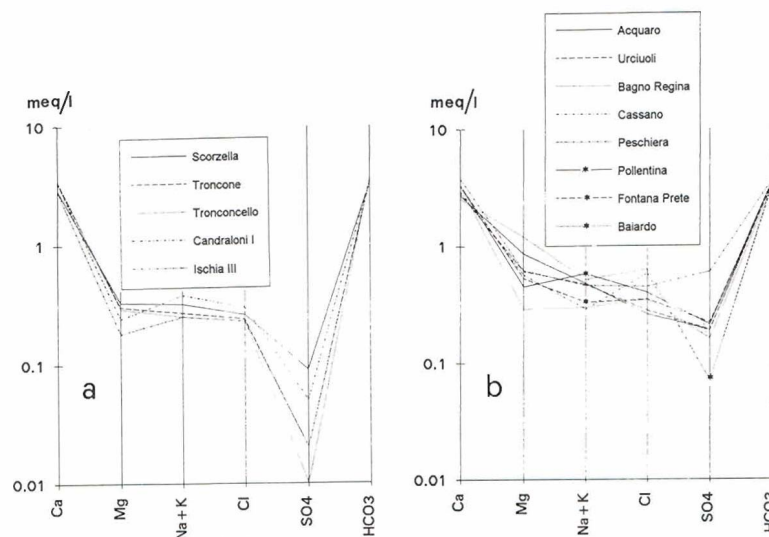 meq/l
10
1
0.1
0.01
Scorzella
Troncone
Tronconcello
Candraloni I
Ischia III
a
Ca
Mg
Na+K
Cl
SO4
HCO3
meq/l
10
1
0.1
0.01
Acquaro
Urciuoli
Bagno Regina
Cassano
Peschiera
Pollentina
Fontana Prete
Baiardo
b
Ca
Mg
Na+K
Cl
SO4
HCO3